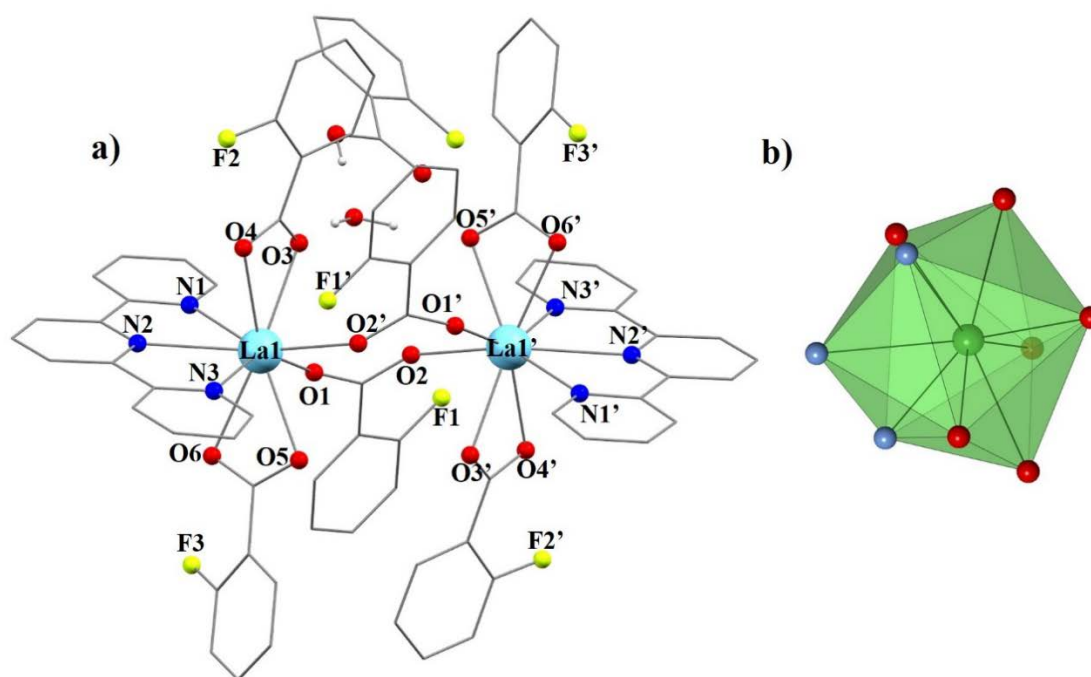 a)
b)
F2
F3’
O4
O3
O5’
O6’
F1’
N1
N3’
O1’
N2
O2’
La1
La1’
N2’
O2
N3
O1
F1
N1’
O6
O5
O3’
O4’
F3
F2’